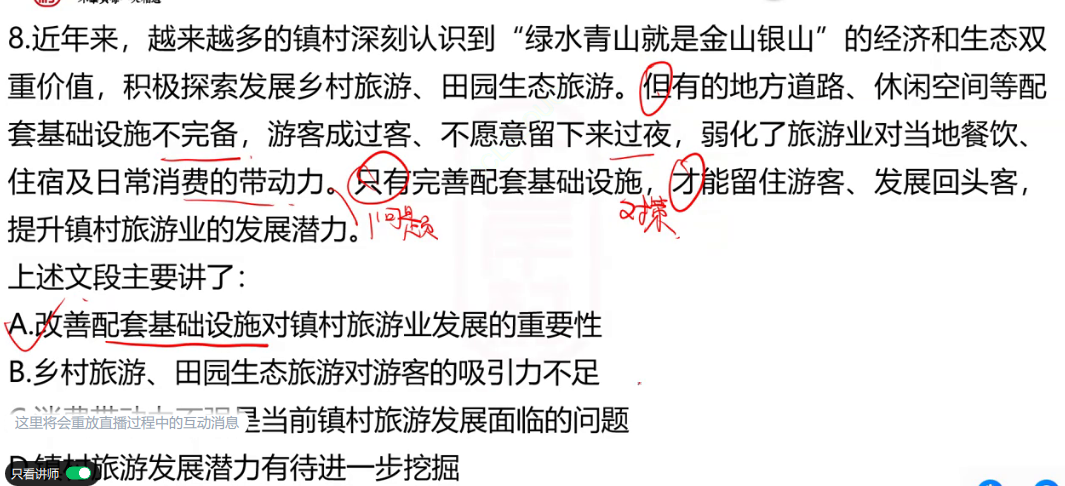 8.近年来，越来越多的镇村深刻认识到“绿水青山就是金山银山”的经济和生态双
重价值，积极探索发展乡村旅游、田园生态旅游。但有的地方道路、休闲空间等配
套基础设施不完备，游客成过客、不愿意留下来过夜，弱化了旅游业对当地餐饮、
住宿及日常消费的带动力。只有完善配套基础设施，才能留住游客、发展回头客，
提升镇村旅游业的发展潜力。
问题
对策
上述文段主要讲了：
A.改善配套基础设施对镇村旅游业发展的重要性
B.乡村旅游、田园生态旅游对游客的吸引力不足
是当前镇村旅游发展面临的问题
这里将会重放直播过程中的互动消息
旅游发展潜力有待进一步挖掘
只看讲师